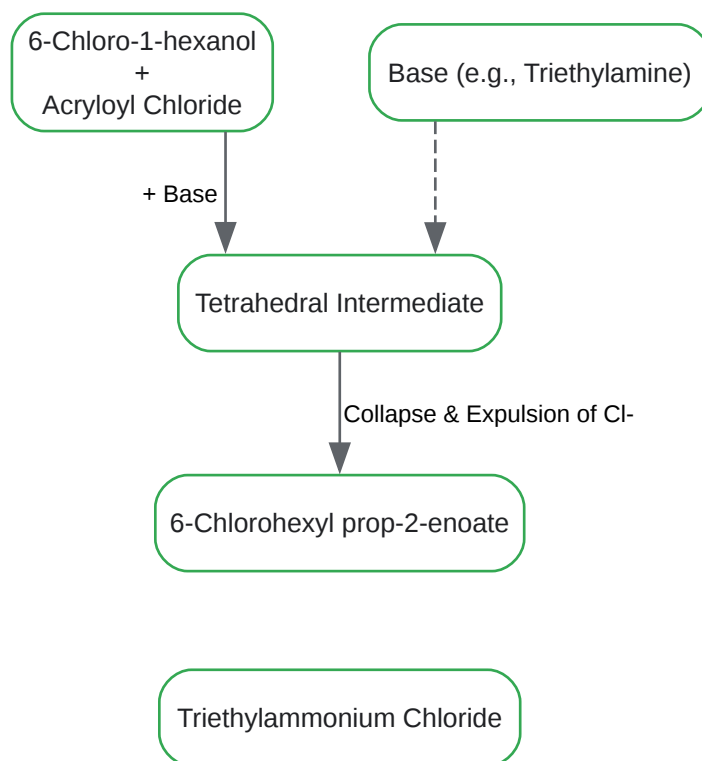 6-Chloro-1-hexanol
+
Acryloyl Chloride
Base (e.g., Triethylamine)
+ Base
Tetrahedral Intermediate
Collapse & Expulsion of Cl-
6-Chlorohexyl prop-2-enoate
Triethylammonium Chloride